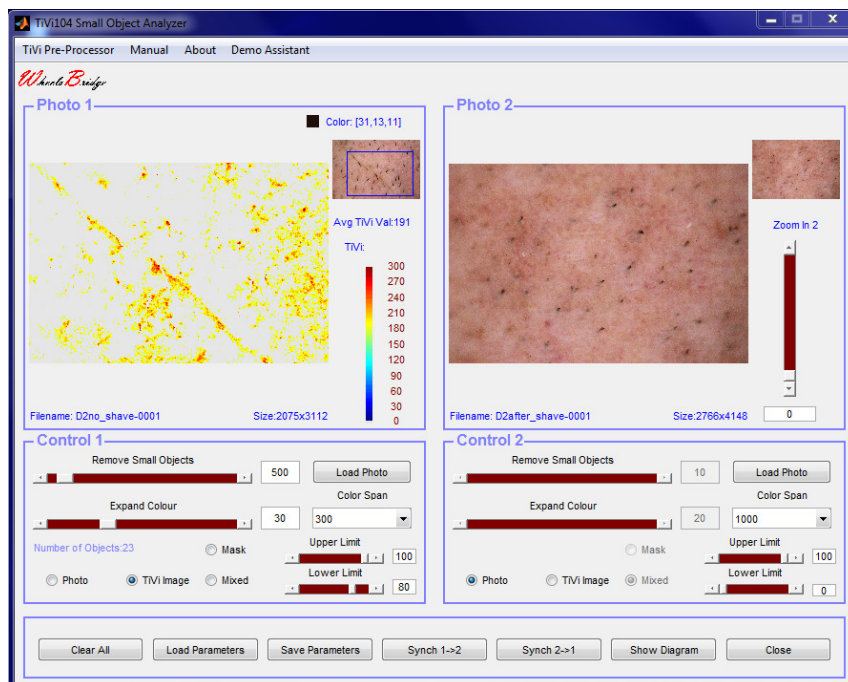 TiVi104 Small Object Analyzer
TiVi Pre-Processor Manual About Demo Assistant
WheelsBridge
Photo 1
Color: [31,13,11]
Avg TiVi Val:191
TiVi:
300
270
240
210
180
150
120
90
60
30
0
Filename: D2no_shave-0001 Size:2075x3112
Photo 2
Zoom In 2
0
Filename: D2after_shave-0001 Size:2766x4148
Control 1
Remove Small Objects
500 Load Photo
Expand Colour
30
Color Span
300
Number of Objects:23
Mask
Upper Limit
100
Photo TiVi Image Mixed
Lower Limit
80
Control 2
Remove Small Objects
10 Load Photo
Expand Colour
20
Color Span
1000
Mask
Upper Limit
100
Photo TiVi Image Mixed
Lower Limit
0
Clear All Load Parameters Save Parameters Synch 1->2 Synch 2->1 Show Diagram Close